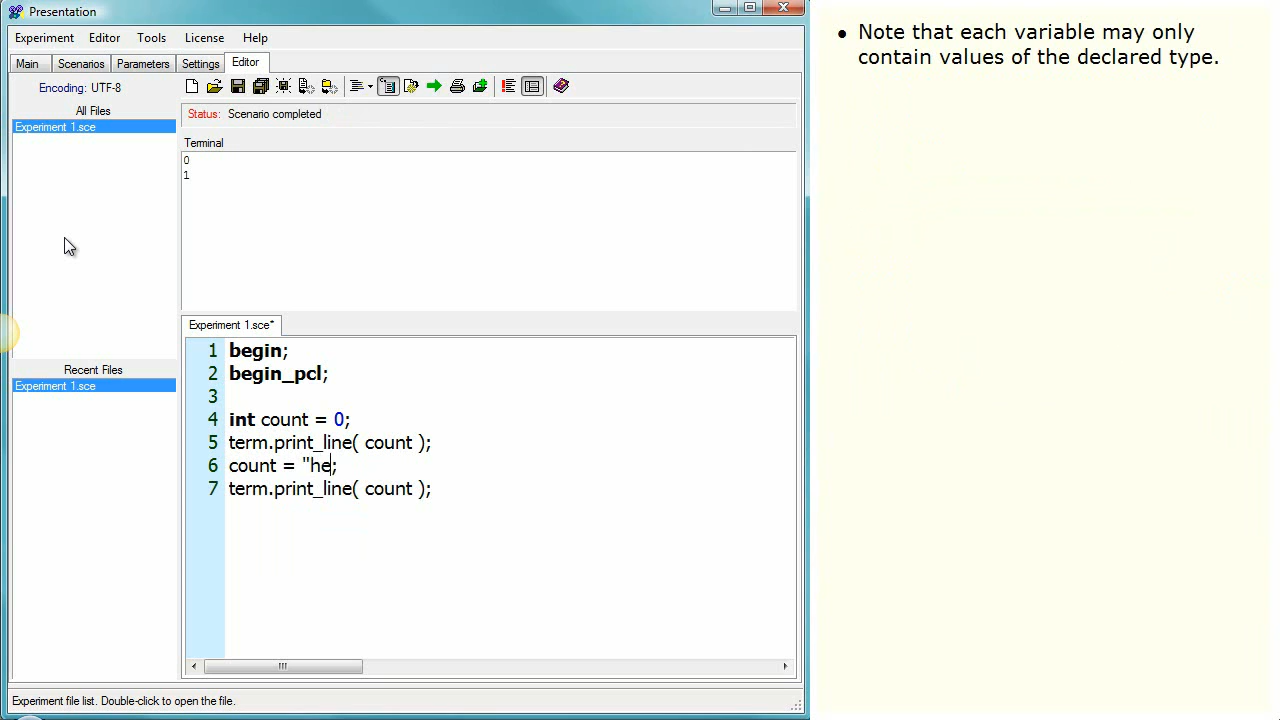 Presentation
Experiment Editor Tools License Help
Main Scenarios Parameters Settings Editor
Encoding: UTF-8
All Files
Experiment 1.sce
Recent Files
Experiment 1.sce
Status: Scenario completed
Terminal
0
1
Experiment 1.sce*
1 begin;
2 begin_pcl;
3
4 int count = 0;
5 term.print_line( count );
6 count = "he;
7 term.print_line( count );
Experiment file list. Double-click to open the file.
• Note that each variable may only
contain values of the declared type.